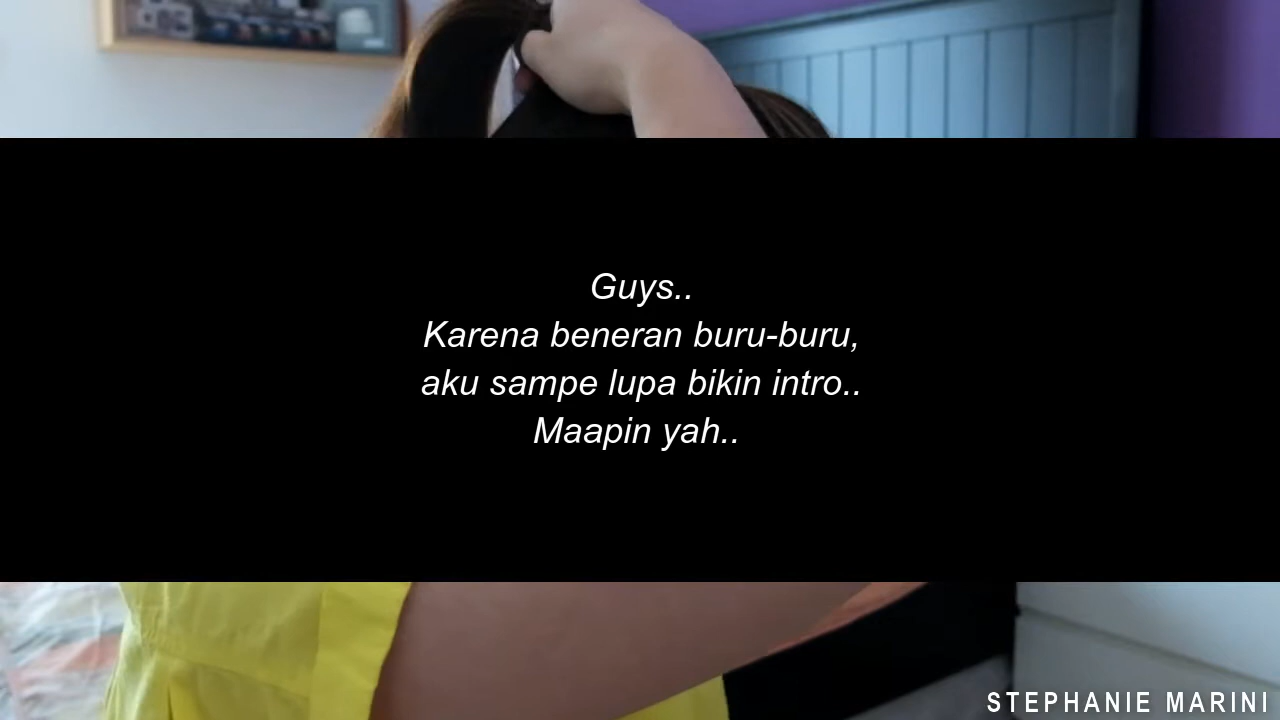 Guys..
Karena beneran buru-buru,
aku sampe lupa bikin intro..
Maapin yah..
STEPHANIE MARINI